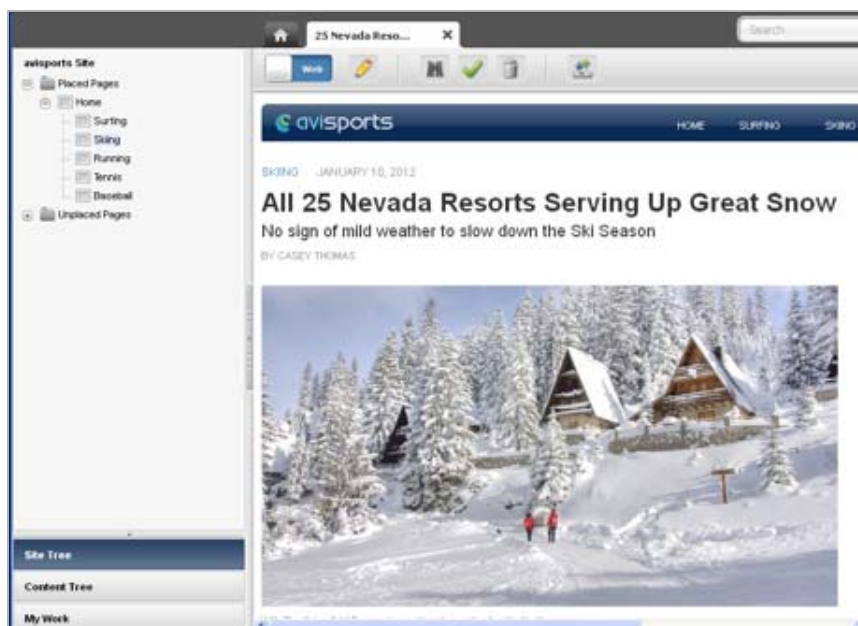 25 Nevada Reso...
Search
avisports Site
Placed Pages
Home
Surfing
Skiing
Running
Tennis
Baseball
Unplaced Pages
Web
avisports
HOME SURFING SKIING
SKIING JANUARY 10, 2012
All 25 Nevada Resorts Serving Up Great Snow
No sign of mild weather to slow down the Ski Season
BY CASEY THOMAS
Site Tree
Content Tree
My Work